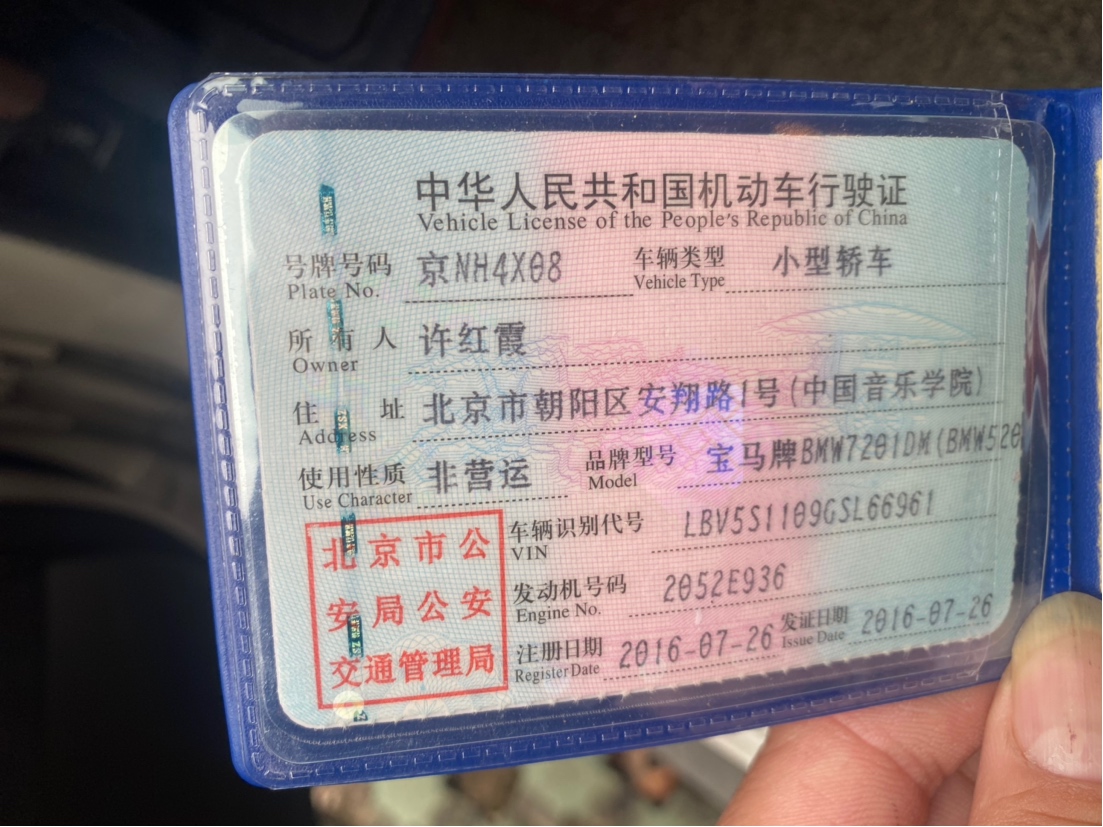 中华人民共和国机动车行驶证
Vehicle License of the People's Republic of China
号牌号码 京NH4X08 车辆类型 小型轿车
Plate No. Vehicle Type
所有人 许红霞
Owner
住址 北京市朝阳区安翔路1号(中国音乐学院)
Address
使用性质 非营运 品牌型号 宝马牌BMW7201DM(BMW520
Use Character Model
北京市公安局公安交通管理局
车辆识别代号 LBV5S1109GSL66961
VIN
发动机号码 2052E936
Engine No.
注册日期 2016-07-26 发证日期 2016-07-26
Register Date Issue Date